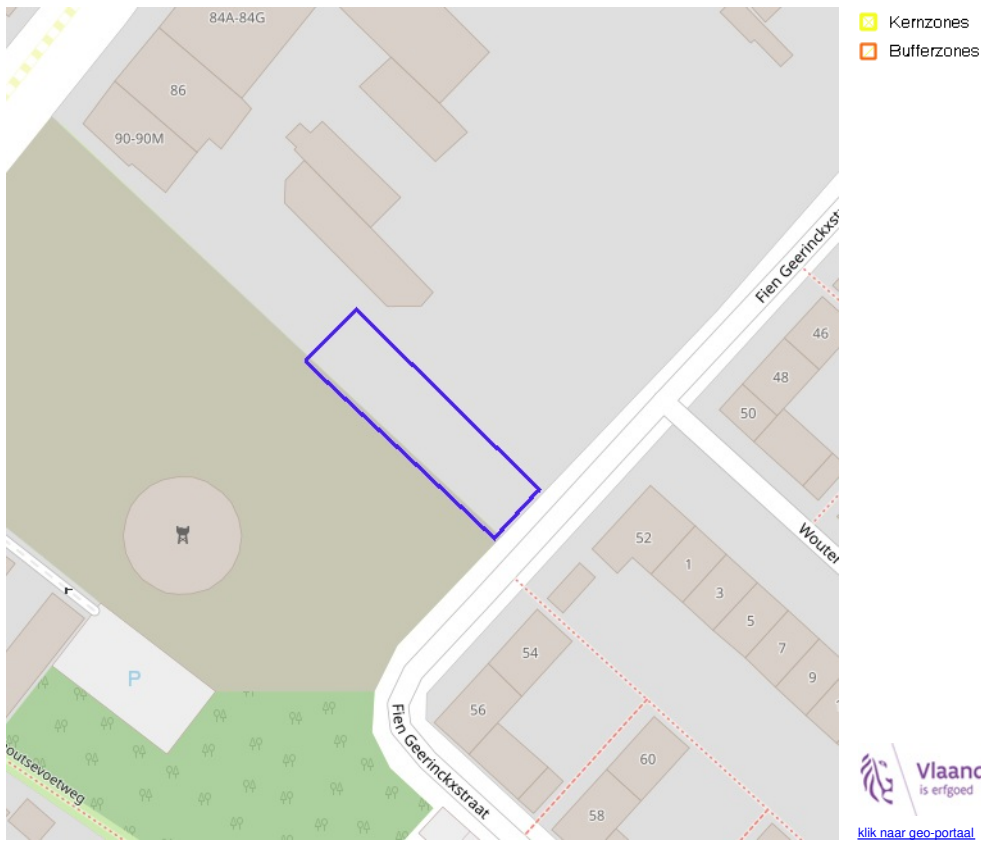 84A-84G
Kernzones
Bufferzones
86
90-90M
Fien Geerinckxstr
46
48
50
52
1
Wouter
3
5
7
54
9
P
56
Fien Geerinckxstraat
60
outsevoetweg
58
Vlaand
is erfgoed
klik naar geo-portaal